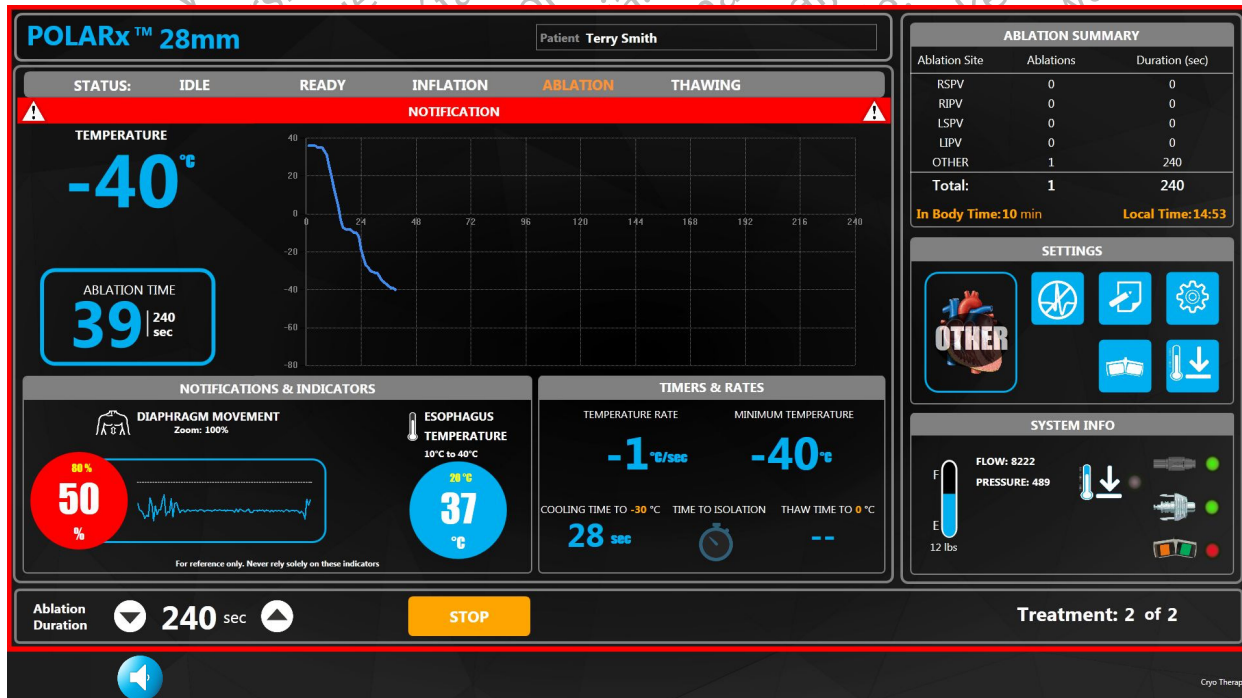 POLARx™ 28mm
Patient Terry Smith
STATUS: IDLE READY INFLATION ABLATION THAWING
NOTIFICATION
TEMPERATURE
-40°C
40
20
0
0 24 48 72 96 120 144 168 192 216 240
-20
-40
-60
-80
ABLATION TIME
39 240 sec
NOTIFICATIONS & INDICATORS
DIAPHRAGM MOVEMENT
Zoom: 100%
80 %
50
%
ESOPHAGUS
TEMPERATURE
10°C to 40°C
20 °C
37
°C
For reference only. Never rely solely on these indicators
TIMERS & RATES
TEMPERATURE RATE MINIMUM TEMPERATURE
-1 °C/sec -40°C
COOLING TIME TO -30 °C TIME TO ISOLATION THAW TIME TO 0 °C
28 sec --
ABLATION SUMMARY
Ablation Site Ablations Duration (sec)
RSPV 0 0
RIPV 0 0
LSPV 0 0
LIPV 0 0
OTHER 1 240
Total: 1 240
In Body Time:10 min Local Time:14:53
SETTINGS
OTHER
SYSTEM INFO
F
E
12 lbs
FLOW: 8222
PRESSURE: 489
Ablation
Duration
240 sec
STOP
Treatment: 2 of 2
Cryo